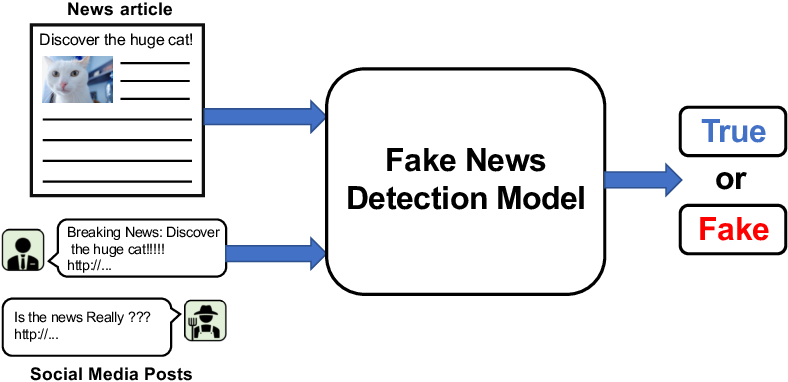 News article
Discover the huge cat!
Breaking News: Discover
the huge cat!!!!!
http://...
Is the news Really ???
http://...
Social Media Posts
Fake News
Detection Model
True
or
Fake